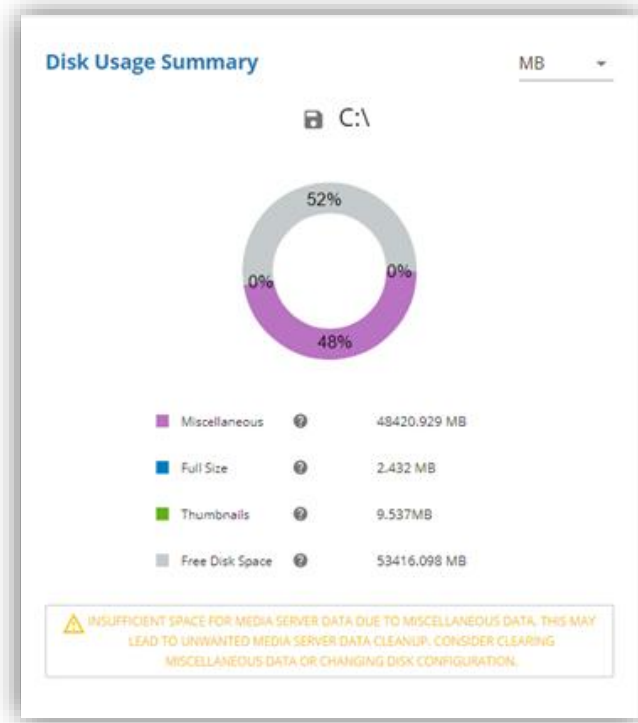 Disk Usage Summary
MB
C:\
52%
0%
0%
48%
Miscellaneous 48420.929 MB
Full Size 2.432 MB
Thumbnails 9.537MB
Free Disk Space 53416.098 MB
INSUFFICIENT SPACE FOR MEDIA SERVER DATA DUE TO MISCELLANEOUS DATA. THIS MAY
LEAD TO UNWANTED MEDIA SERVER DATA CLEANUP. CONSIDER CLEARING
MISCELLANEOUS DATA OR CHANGING DISK CONFIGURATION.